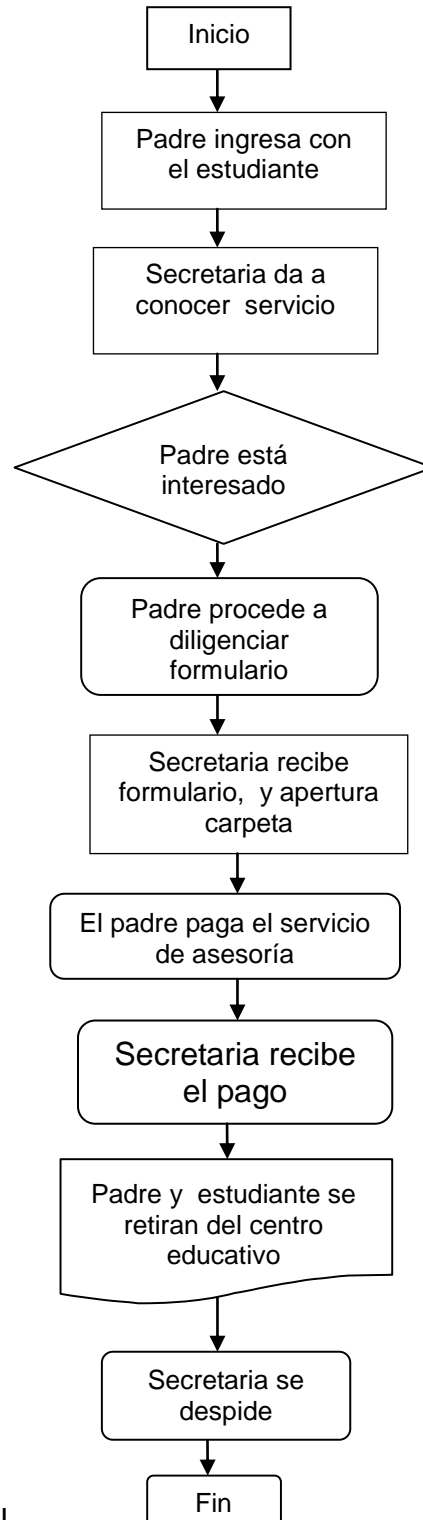 Inicio
Padre ingresa con
el estudiante
Secretaria da a
conocer  servicio
Padre está
interesado
Padre procede a
diligenciar
formulario
Secretaria recibe
formulario,  y apertura
carpeta
El padre paga el servicio
de asesoría
Secretaria recibe
el pago
Padre y  estudiante se
retiran del centro
educativo
Secretaria se
despide
Fin